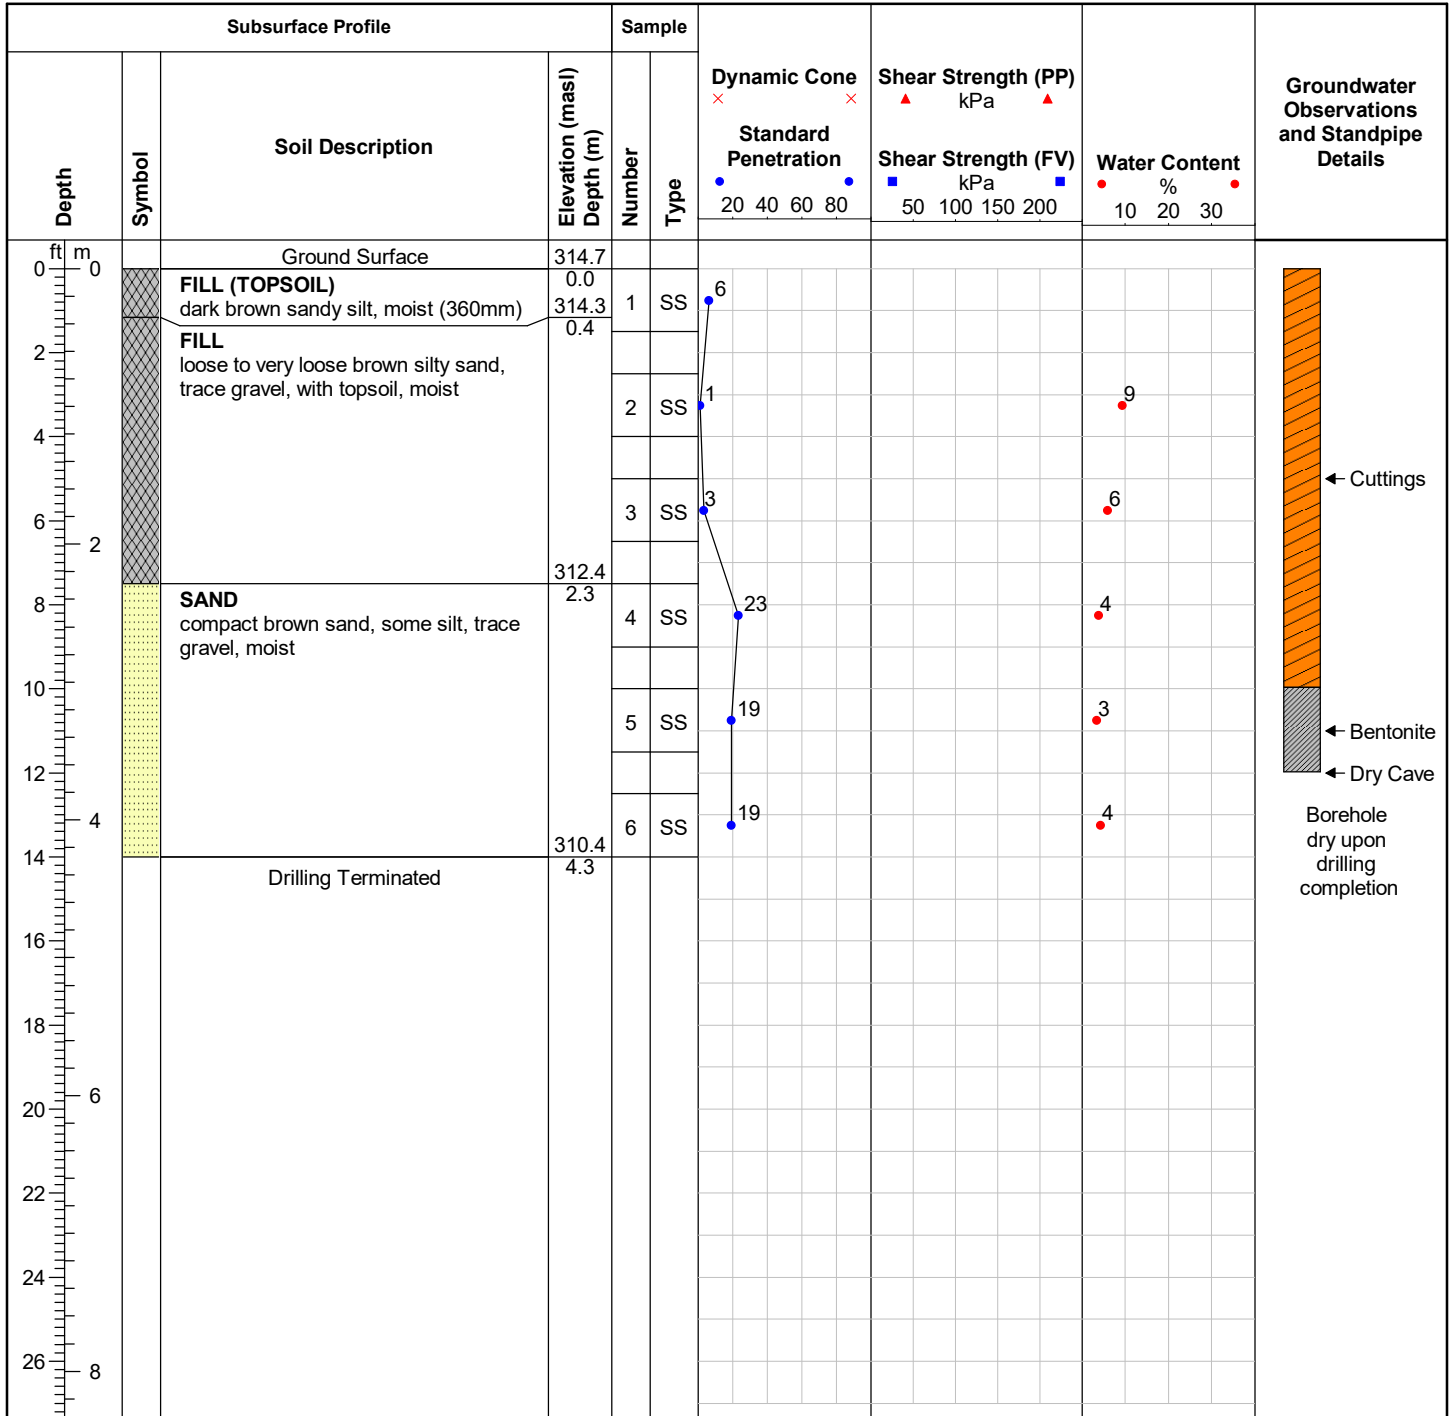 Subsurface Profile
Sample
Depth
Symbol
Soil Description
Elevation (masl)
Depth (m)
Number
Type
Dynamic Cone
Standard
Penetration
20 40 60 80
Shear Strength (PP)
kPa
Shear Strength (FV)
kPa
50 100 150 200
Water Content
%
10 20 30
Groundwater
Observations
and Standpipe
Details
ft m
Ground Surface
314.7
0 0
FILL (TOPSOIL)
dark brown sandy silt, moist (360mm)
0.0
314.3
0.4
1 SS
6
FILL
loose to very loose brown silty sand,
trace gravel, with topsoil, moist
2
2 SS
1
9
4
Cuttings
3 SS
3
6
6
2
312.4
2.3
SAND
compact brown sand, some silt, trace
gravel, moist
8
4 SS
23
4
10
5 SS
19
3
Bentonite
12
Dry Cave
4
6 SS
19
4
Borehole
dry upon
drilling
completion
310.4
4.3
14
Drilling Terminated
16
18
6
20
22
24
26
8